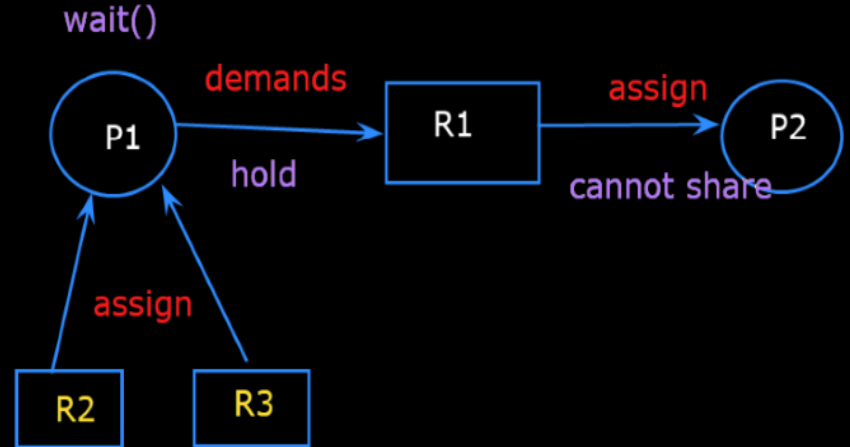 wait()
demands
assign
P1
R1
P2
hold
cannot share
assign
R2
R3